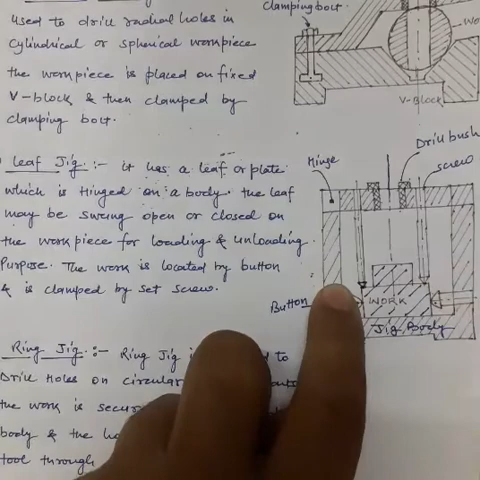 clamping bolt.
used to drill radial holes in
cylindrical or spherical workpiece
the workpiece is placed on fixed
V-block & then clamped by
clamping bolt.
V-BLOCK
Leaf Jig :- it has a leaf or plate
which is Hinged on a body. the leaf
may be swung open or closed on
the workpiece for loading & unloading
Purpose. The work is located by button
& is clamped by set screw.
Hinge
Drill bush
screw
Button
WORK
Jig Body
Ring Jig :- Ring Jig to
Drill Holes on circular
the work is
body & the
tool through